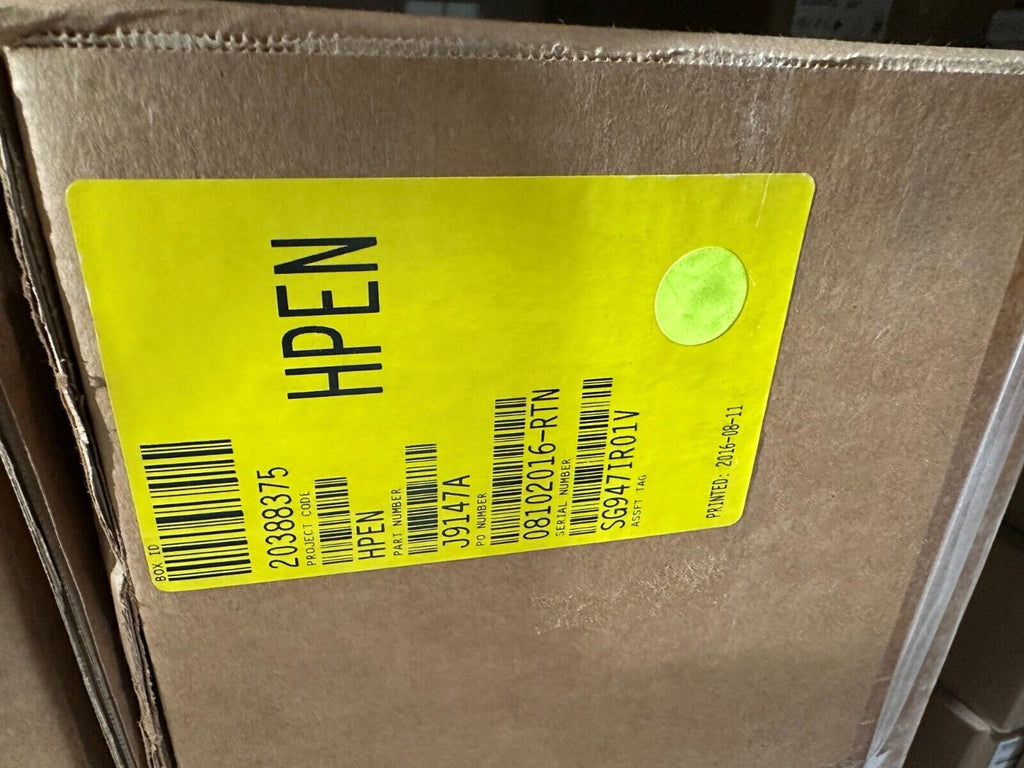 BOX ID
20388375
HPEN
PROJECT CODE
HPEN
PART NUMBER
J9147A
PO NUMBER
08102016-RTN
SERIAL NUMBER
SG947IR01V
ASSET TAG
PRINTED: 2016-08-11